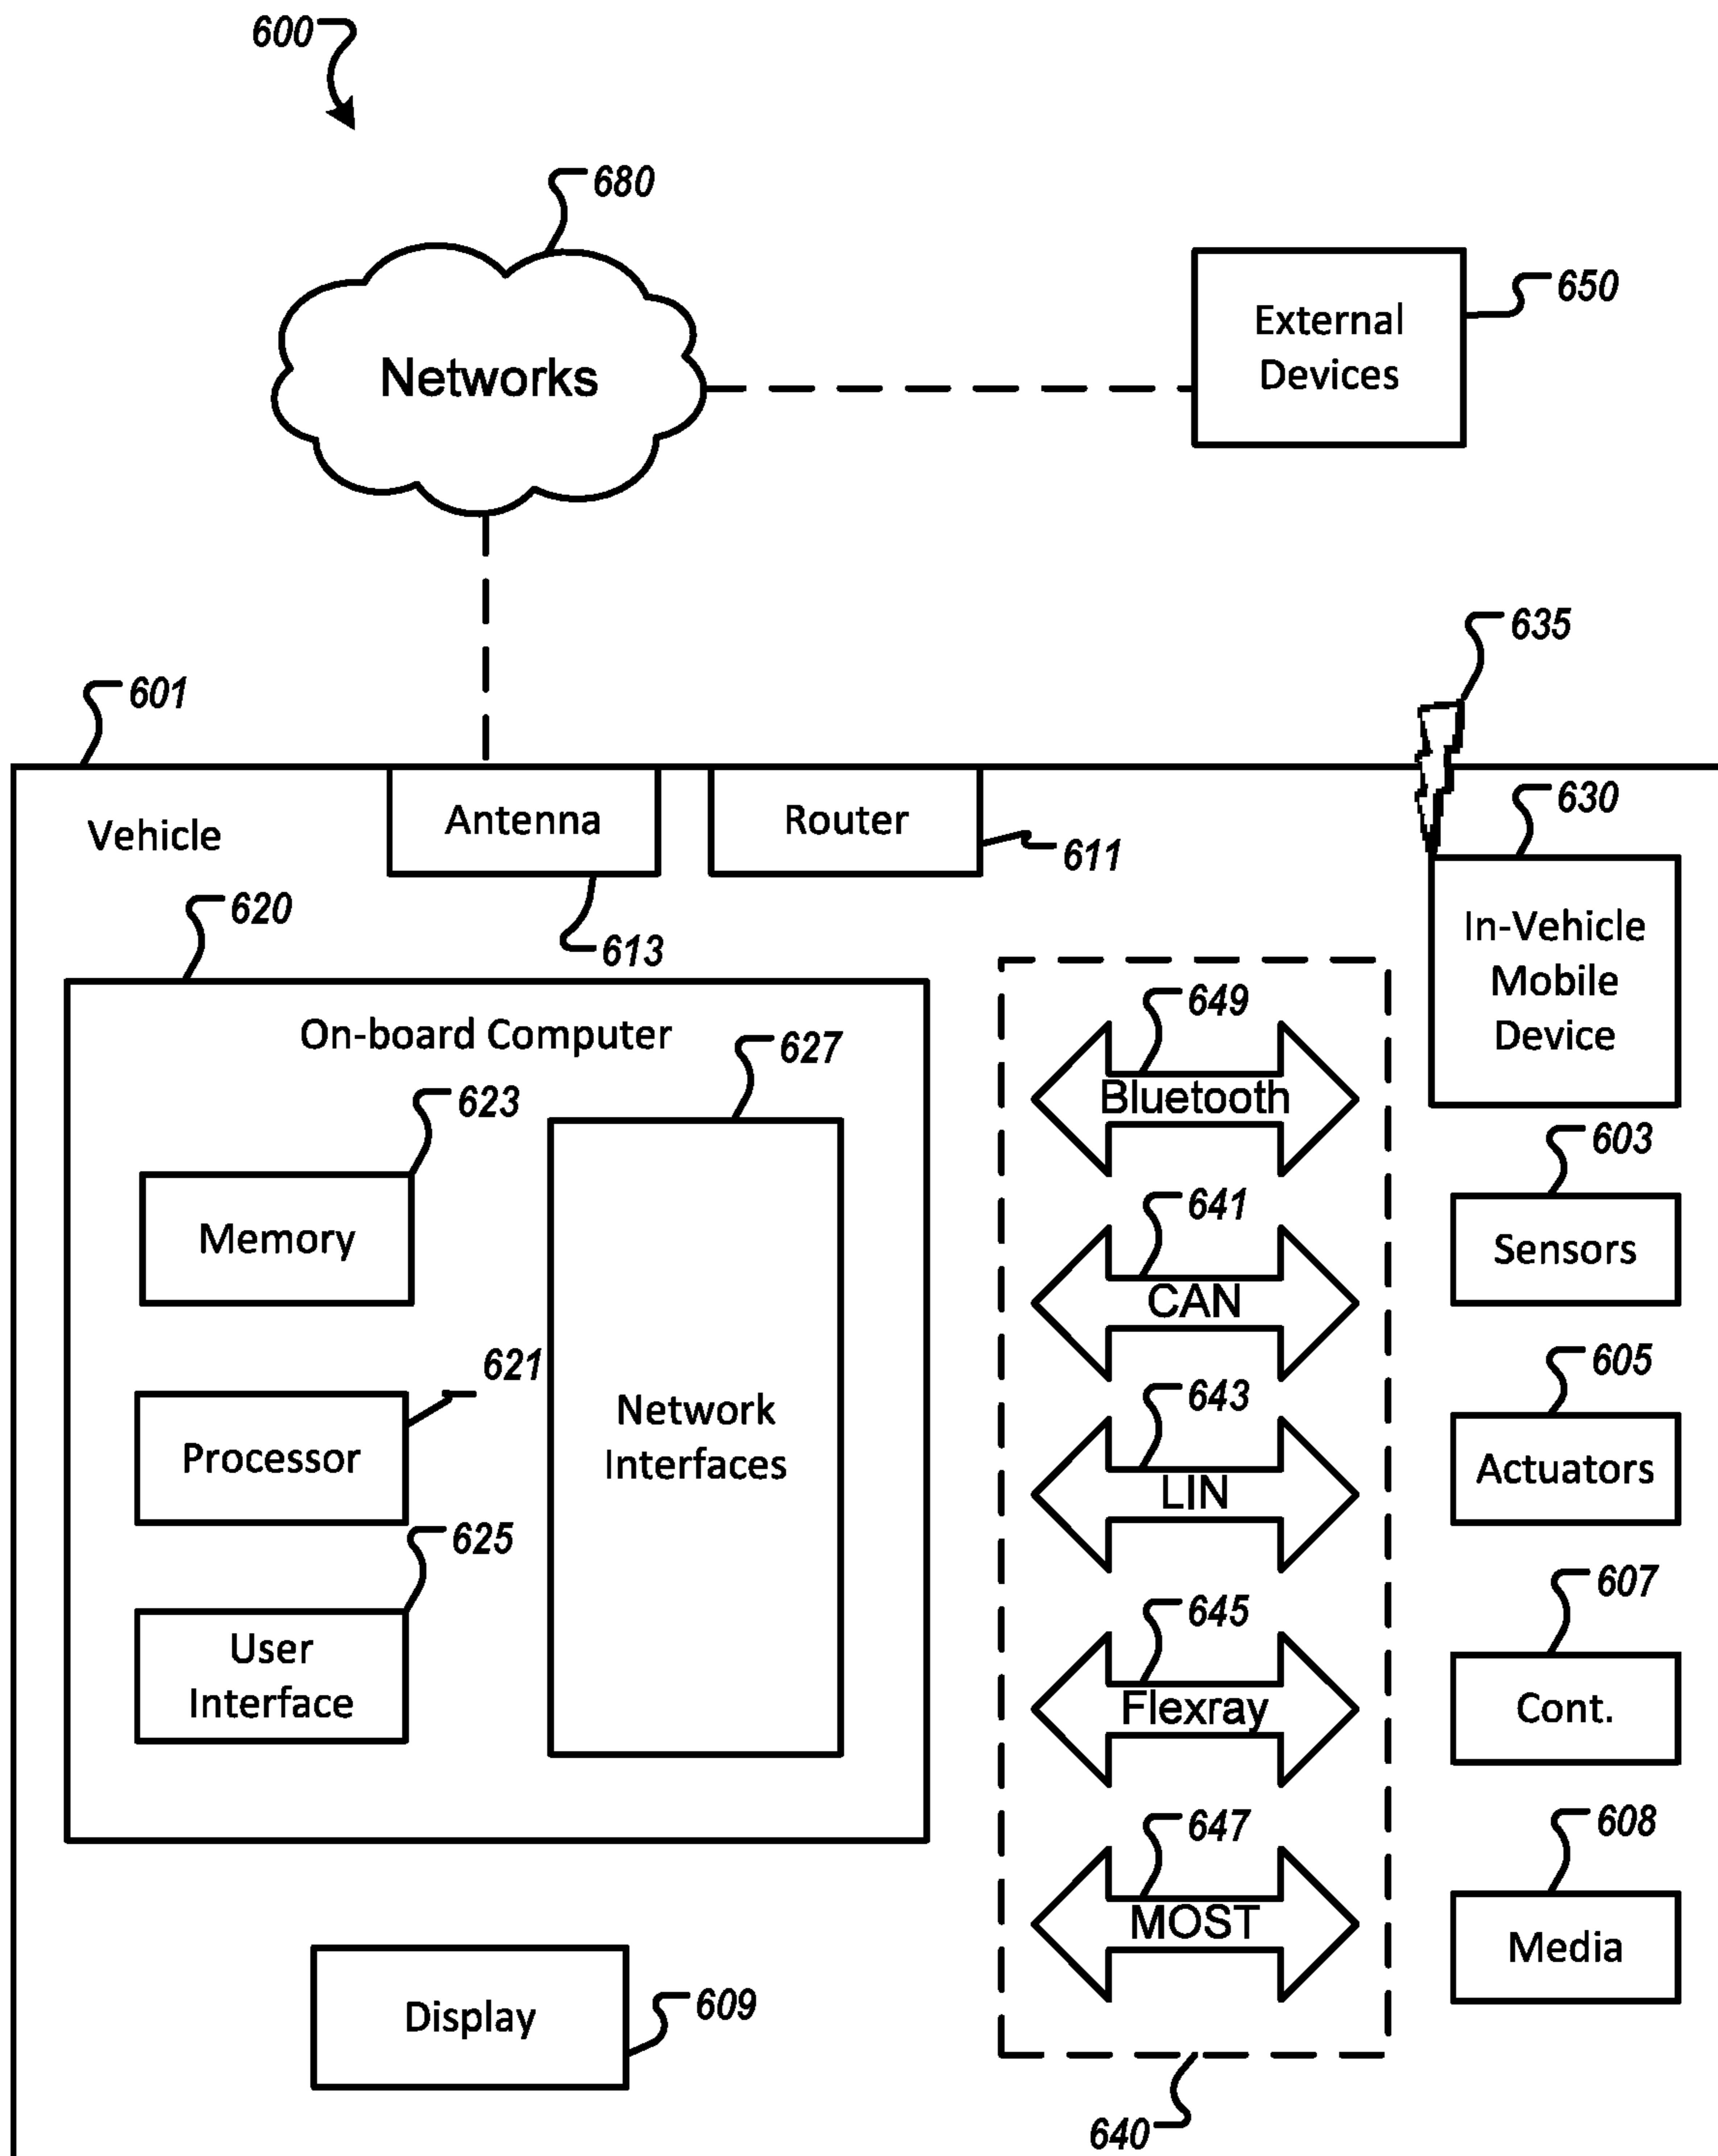 600
680
Networks
External
Devices
650
635
601
Vehicle
Antenna
Router
611
613
630
In-Vehicle
Mobile
Device
620
On-board Computer
627
623
Memory
621
Processor
625
User
Interface
Network
Interfaces
649
Bluetooth
641
CAN
643
LIN
645
Flexray
647
MOST
640
603
Sensors
605
Actuators
607
Cont.
608
Media
Display
609